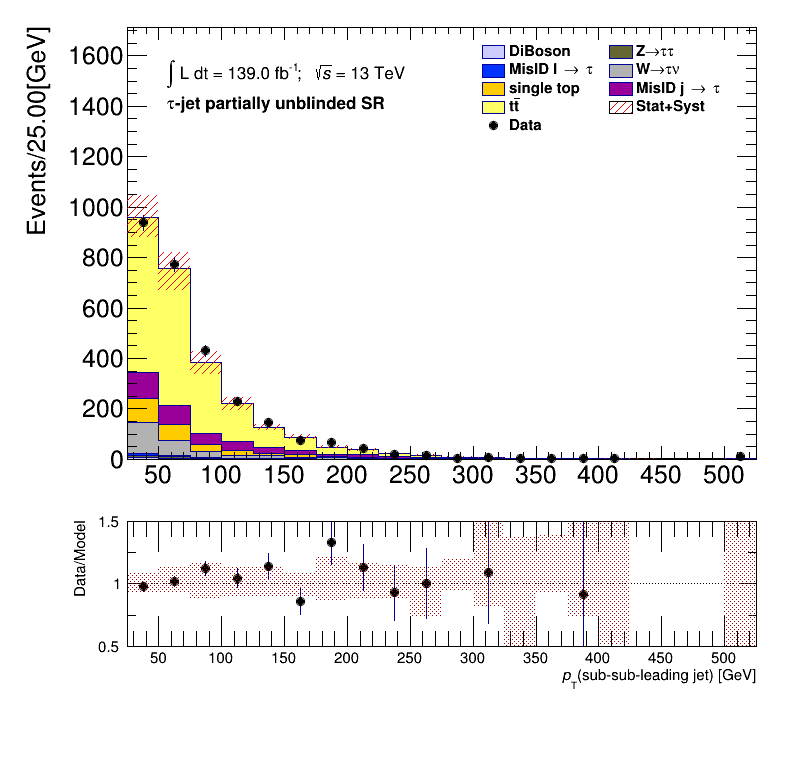 Events/25.00[GeV]
1600
1400
1200
1000
800
600
400
200
0
∫ L dt = 139.0 fb⁻¹; √s = 13 TeV
τ-jet partially unblinded SR
DiBoson
MisID l → τ
single top
tt̄
Data
Z→ττ
W→τν
MisID j → τ
Stat+Syst
50 100 150 200 250 300 350 400 450 500
Data/Model
1.5
1
0.5
50 100 150 200 250 300 350 400 450 500
p_T(sub-sub-leading jet) [GeV]